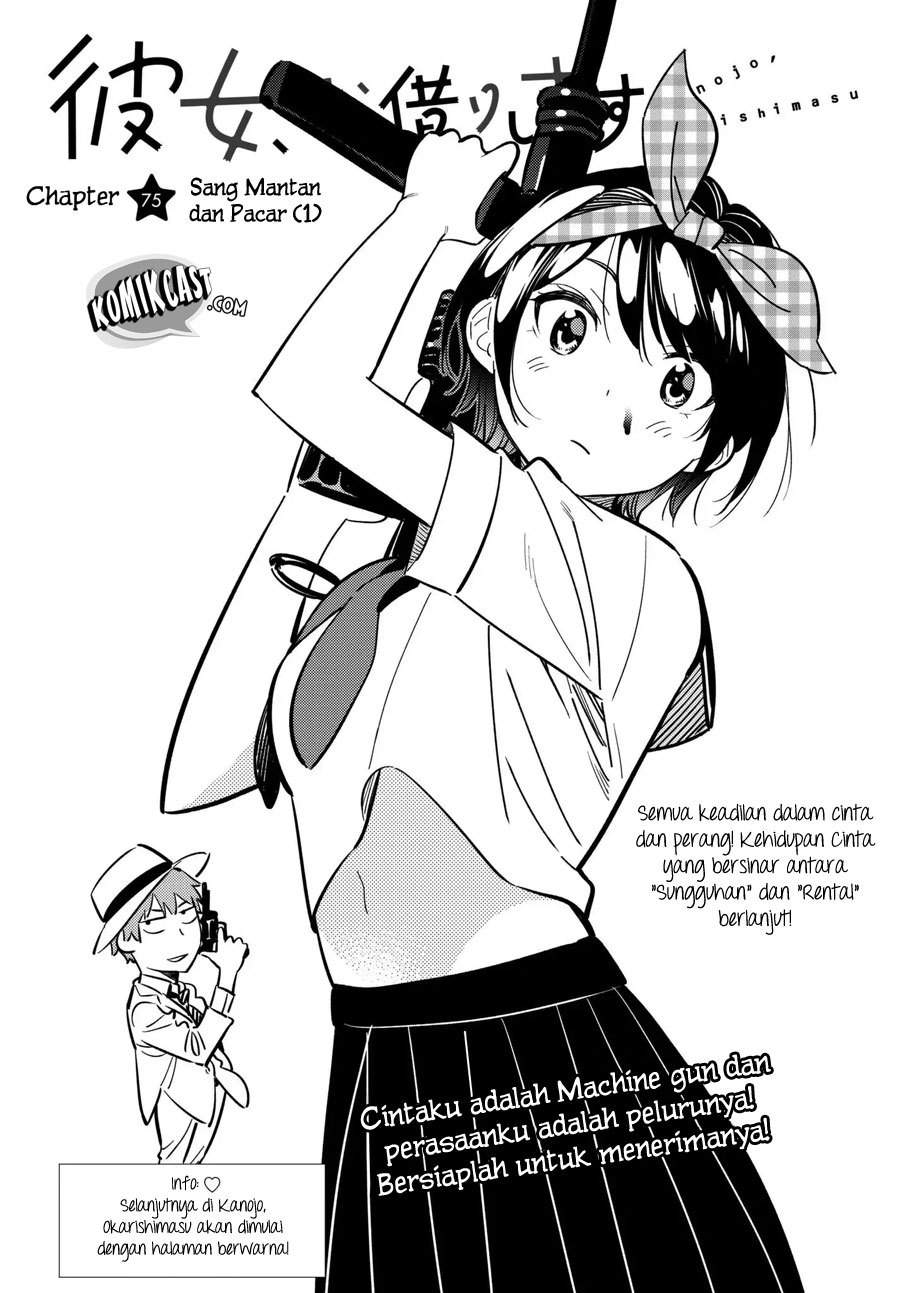 彼女、お借りします
nojo,
ishimasu
Chapter 75
Sang Mantan
dan Pacar (1)
KOMIKCAST
.COM
Semua keadilan dalam cinta
dan perang! Kehidupan Cinta
yang bersinar antara
"Sungguhan" dan "Rental"
berlanjut!
Cintaku adalah Machine gun dan
perasaanku adalah pelurunya!
Bersiaplah untuk menerimanya!
Info: ♡
Selanjutnya di Kanojo,
Okarishimasu akan dimulai
dengan halaman berwarna!